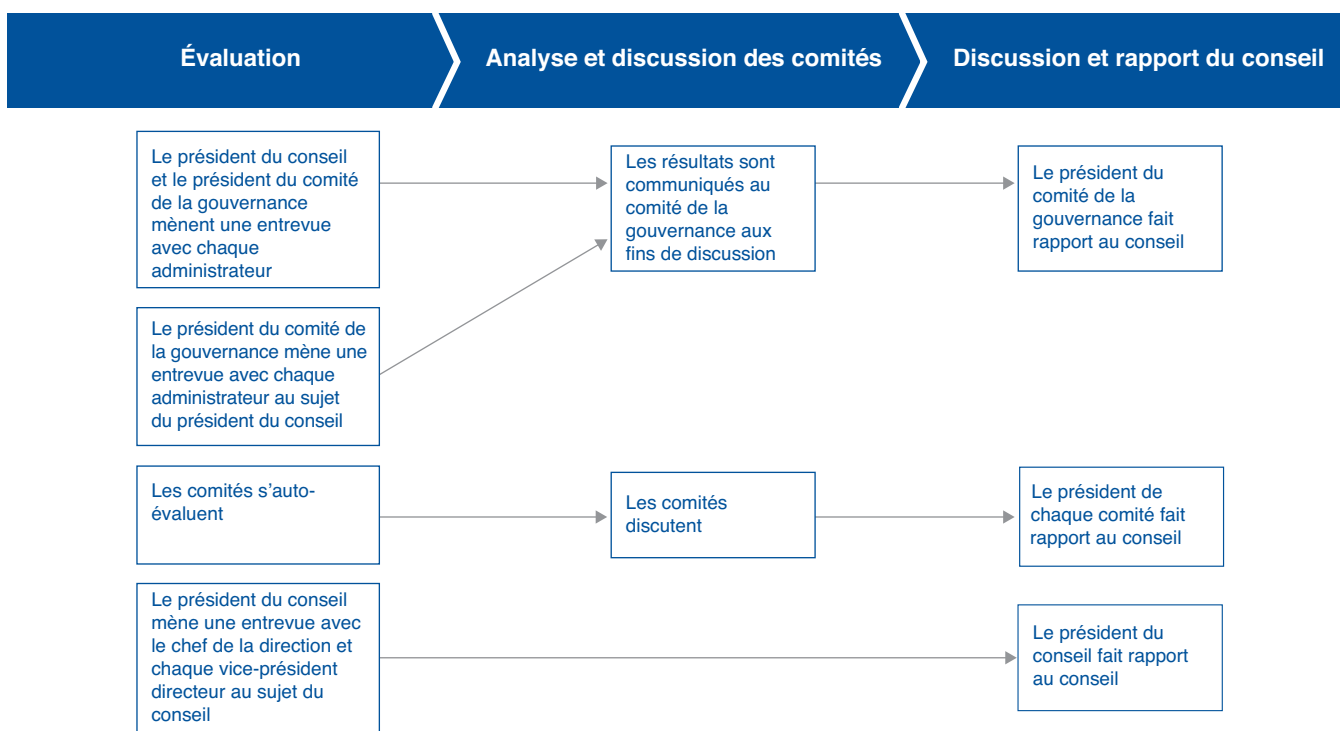 Évaluation
Analyse et discussion des comités
Discussion et rapport du conseil
Le président du conseil
et le président du comité
de la gouvernance
mènent une entrevue
avec chaque
administrateur
Les résultats sont
communiqués au
comité de la
gouvernance aux
fins de discussion
Le président du
comité de la
gouvernance fait
rapport au conseil
Le président du comité de
la gouvernance mène une
entrevue avec chaque
administrateur au sujet
du président du conseil
Les comités s'auto-
évaluent
Les comités
discutent
Le président de
chaque comité fait
rapport au conseil
Le président du conseil
mène une entrevue avec
le chef de la direction et
chaque vice-président
directeur au sujet du
conseil
Le président du
conseil fait rapport
au conseil